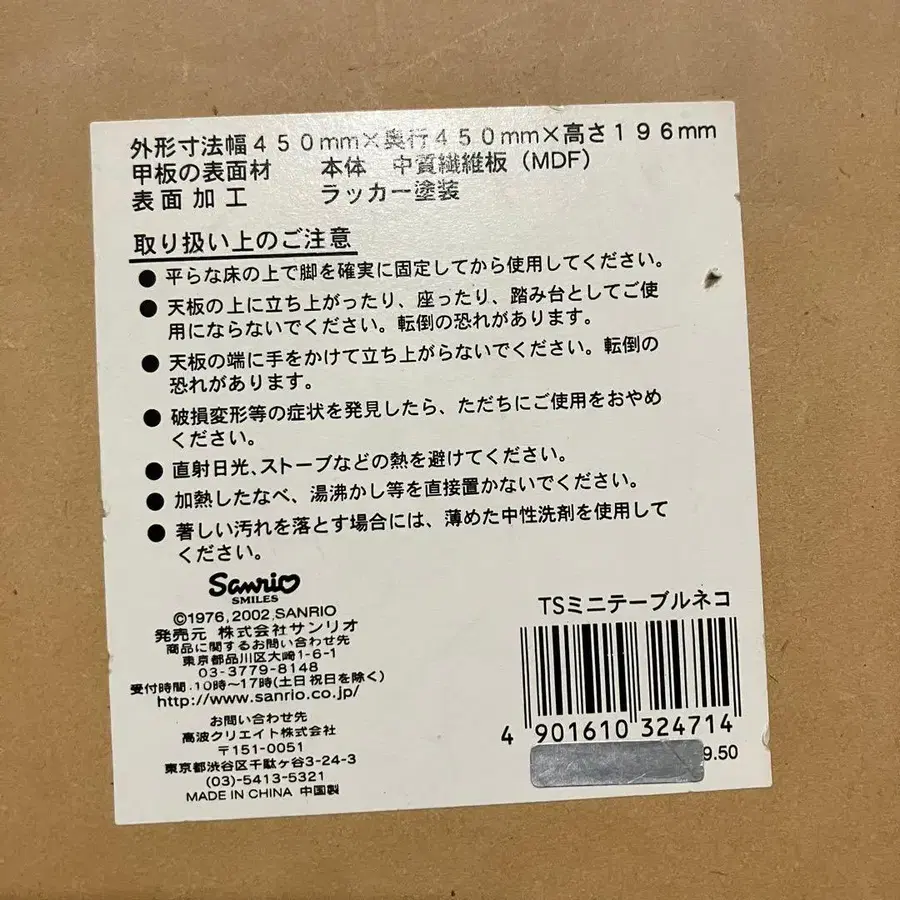 外形寸法幅450mm×奥行450mm×高さ196mm
甲板の表面材 本体 中質繊維板(MDF)
表面加工 ラッカー塗装
取り扱い上のご注意
● 平らな床の上で脚を確実に固定してから使用してください。
● 天板の上に立ち上がったり、座ったり、踏み台としてご使
用にならないでください。転倒の恐れがあります。
● 天板の端に手をかけて立ち上がらないでください。転倒の
恐れがあります。
● 破損変形等の症状を発見したら、ただちにご使用をおやめ
ください。
● 直射日光、ストーブなどの熱を避けてください。
● 加熱したなべ、湯沸かし等を直接置かないでください。
● 著しい汚れを落とす場合には、薄めた中性洗剤を使用して
ください。
Sanrio
SMILES
©1976, 2002, SANRIO
発売元 株式会社サンリオ
商品に関するお問い合わせ先
東京都品川区大崎1-6-1
03-3779-8148
受付時間.10時〜17時(土日祝日を除く)
http://www.sanrio.co.jp/
お問い合わせ先
高波クリエイト株式会社
〒151-0051
東京都渋谷区千駄ヶ谷3-24-3
(03)-5413-5321
MADE IN CHINA 中国製
TSミニテーブルネコ
4 901610 324714
9.50